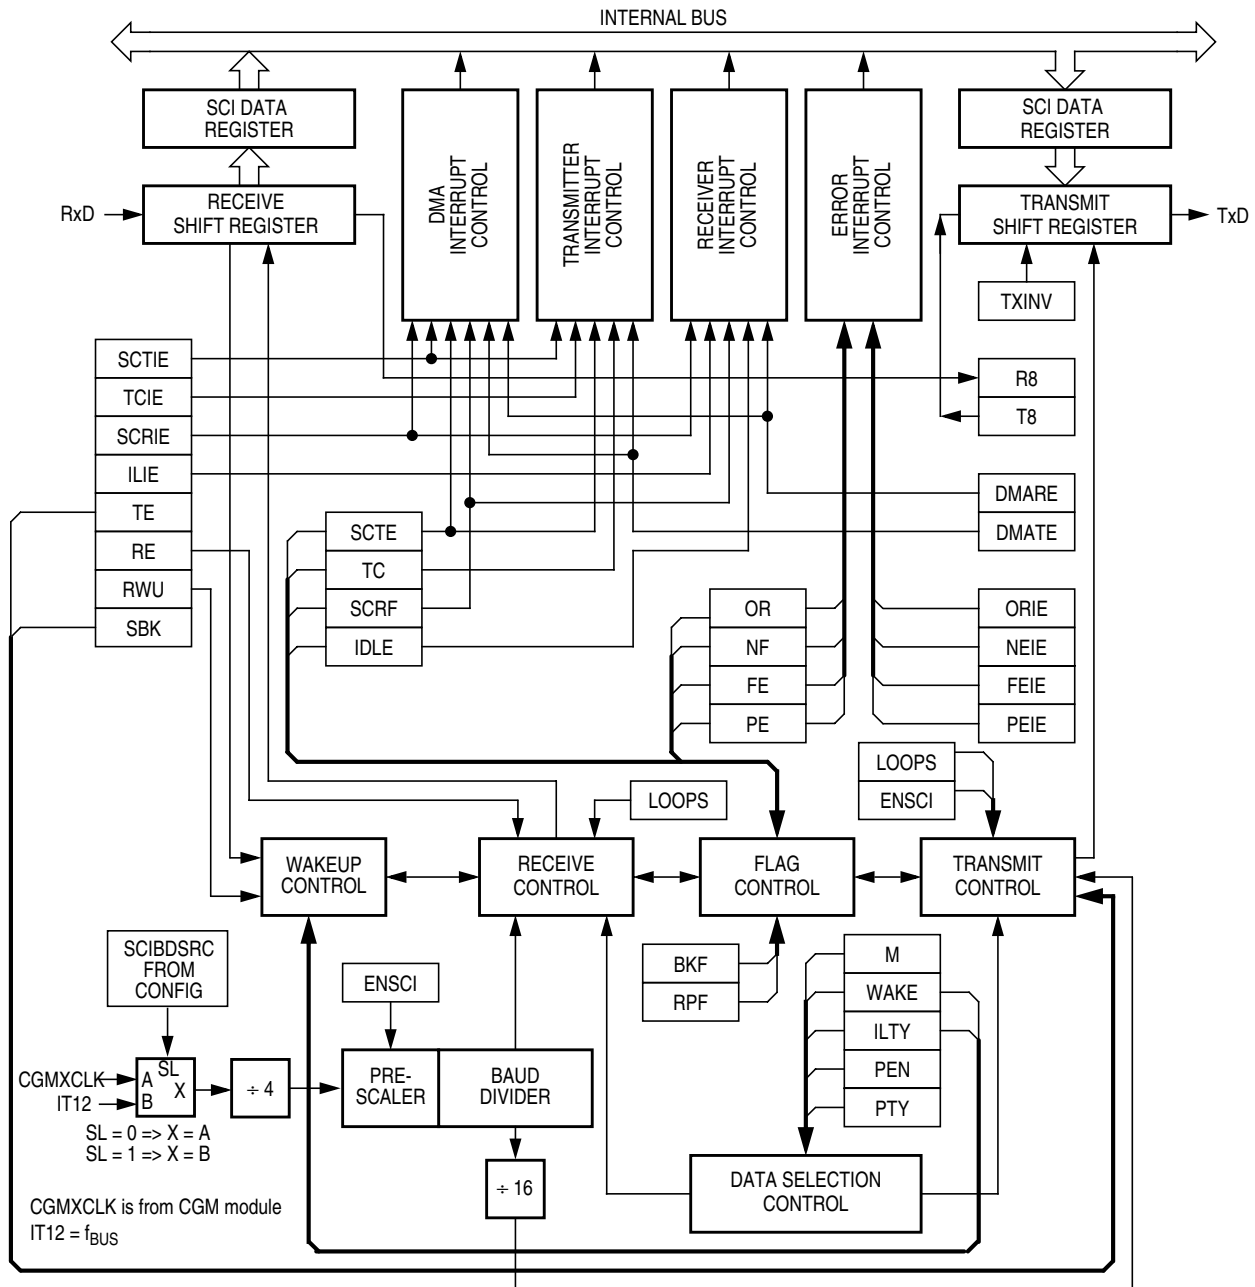 INTERNAL BUS
SCI DATA
REGISTER
DMA
INTERRUPT
CONTROL
TRANSMITTER
INTERRUPT
CONTROL
RECEIVER
INTERRUPT
CONTROL
ERROR
INTERRUPT
CONTROL
SCI DATA
REGISTER
RxD
RECEIVE
SHIFT REGISTER
TRANSMIT
SHIFT REGISTER
TxD
TXINV
SCTIE
TCIE
SCRIE
ILIE
TE
RE
RWU
SBK
R8
T8
DMARE
DMATE
SCTE
TC
SCRF
IDLE
OR
NF
FE
PE
ORIE
NEIE
FEIE
PEIE
LOOPS
ENSCI
LOOPS
WAKEUP
CONTROL
RECEIVE
CONTROL
FLAG
CONTROL
TRANSMIT
CONTROL
SCIBDSRC
FROM
CONFIG
ENSCI
BKF
RPF
M
WAKE
ILTY
PEN
PTY
CGMXCLK
IT12
A
B
SL
X
÷ 4
PRE-
SCALER
BAUD
DIVIDER
SL = 0 => X = A
SL = 1 => X = B
÷ 16
DATA SELECTION
CONTROL
CGMXCLK is from CGM module
IT12 = fBUS